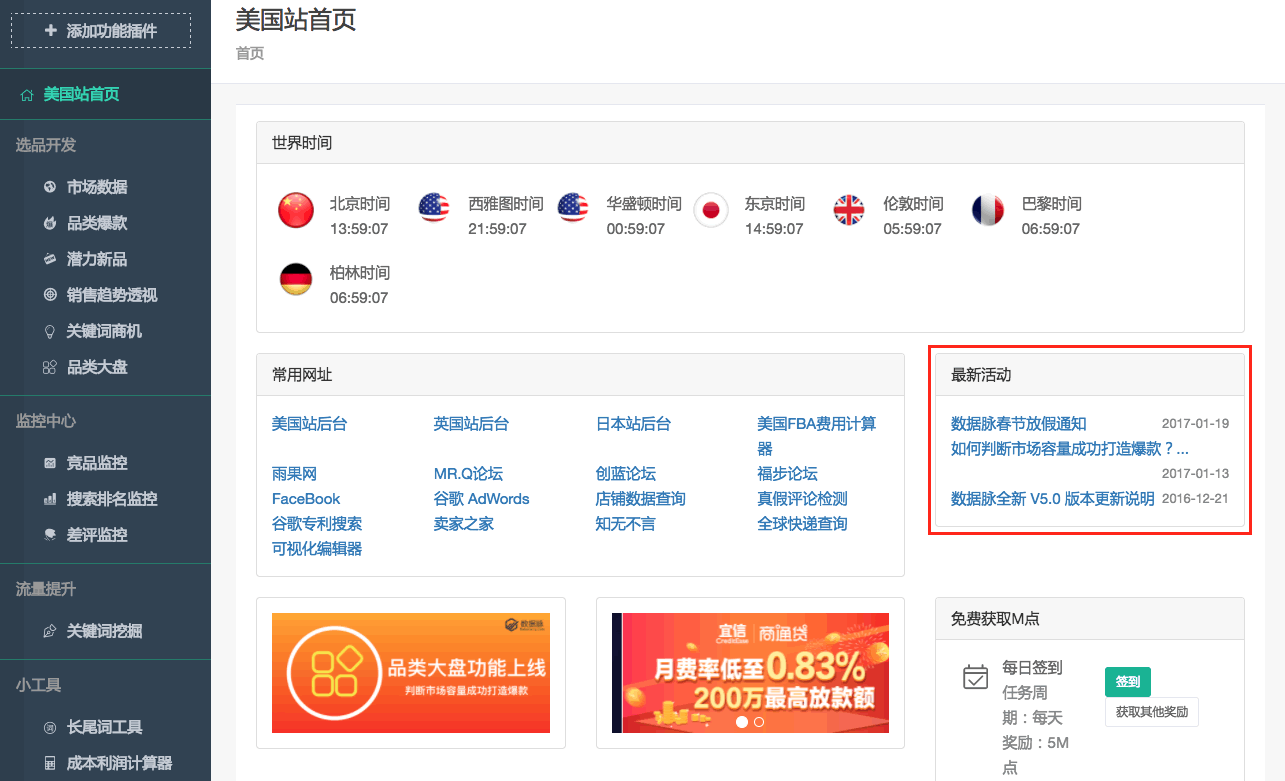 添加功能插件
美国站首页
选品开发
市场数据
品类爆款
潜力新品
销售趋势透视
关键词商机
品类大盘
监控中心
竞品监控
搜索排名监控
差评监控
流量提升
关键词挖掘
小工具
长尾词工具
成本利润计算器
美国站首页
首页
世界时间
北京时间
13:59:07
西雅图时间
21:59:07
华盛顿时间
00:59:07
东京时间
14:59:07
伦敦时间
05:59:07
巴黎时间
06:59:07
柏林时间
06:59:07
常用网址
美国站后台 英国站后台 日本站后台 美国FBA费用计算
器
雨果网 MR.Q论坛 创蓝论坛 福步论坛
FaceBook 谷歌 AdWords 店铺数据查询 真假评论检测
谷歌专利搜索 卖家之家 知无不言 全球快递查询
可视化编辑器
最新活动
数据脉春节放假通知 2017-01-19
如何判断市场容量成功打造爆款？...
2017-01-13
数据脉全新 V5.0 版本更新说明 2016-12-21
数据脉
品类大盘功能上线
判断市场容量成功打造爆款
宜信 商通贷
CreditEase
月费率低至0.83%
200万最高放款额
免费获取M点
每日签到
任务周
期：每天
奖励：5M
点
签到
获取其他奖励